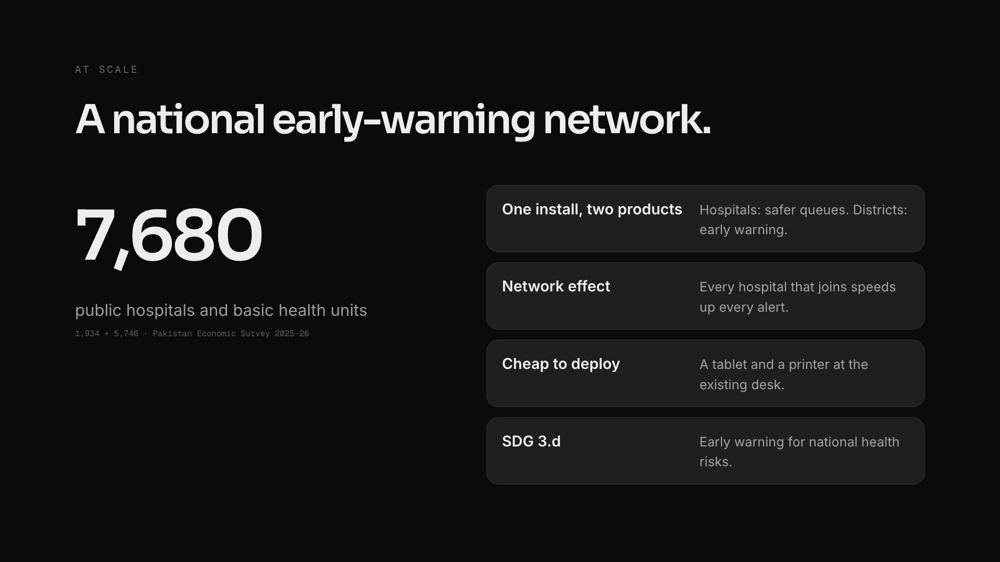 AT SCALE
A national early-warning network.
7,680
public hospitals and basic health units
1,934 + 5,746 · Pakistan Economic Survey 2025-26
One install, two products
Hospitals: safer queues. Districts:
early warning.
Network effect
Every hospital that joins speeds
up every alert.
Cheap to deploy
A tablet and a printer at the
existing desk.
SDG 3.d
Early warning for national health
risks.